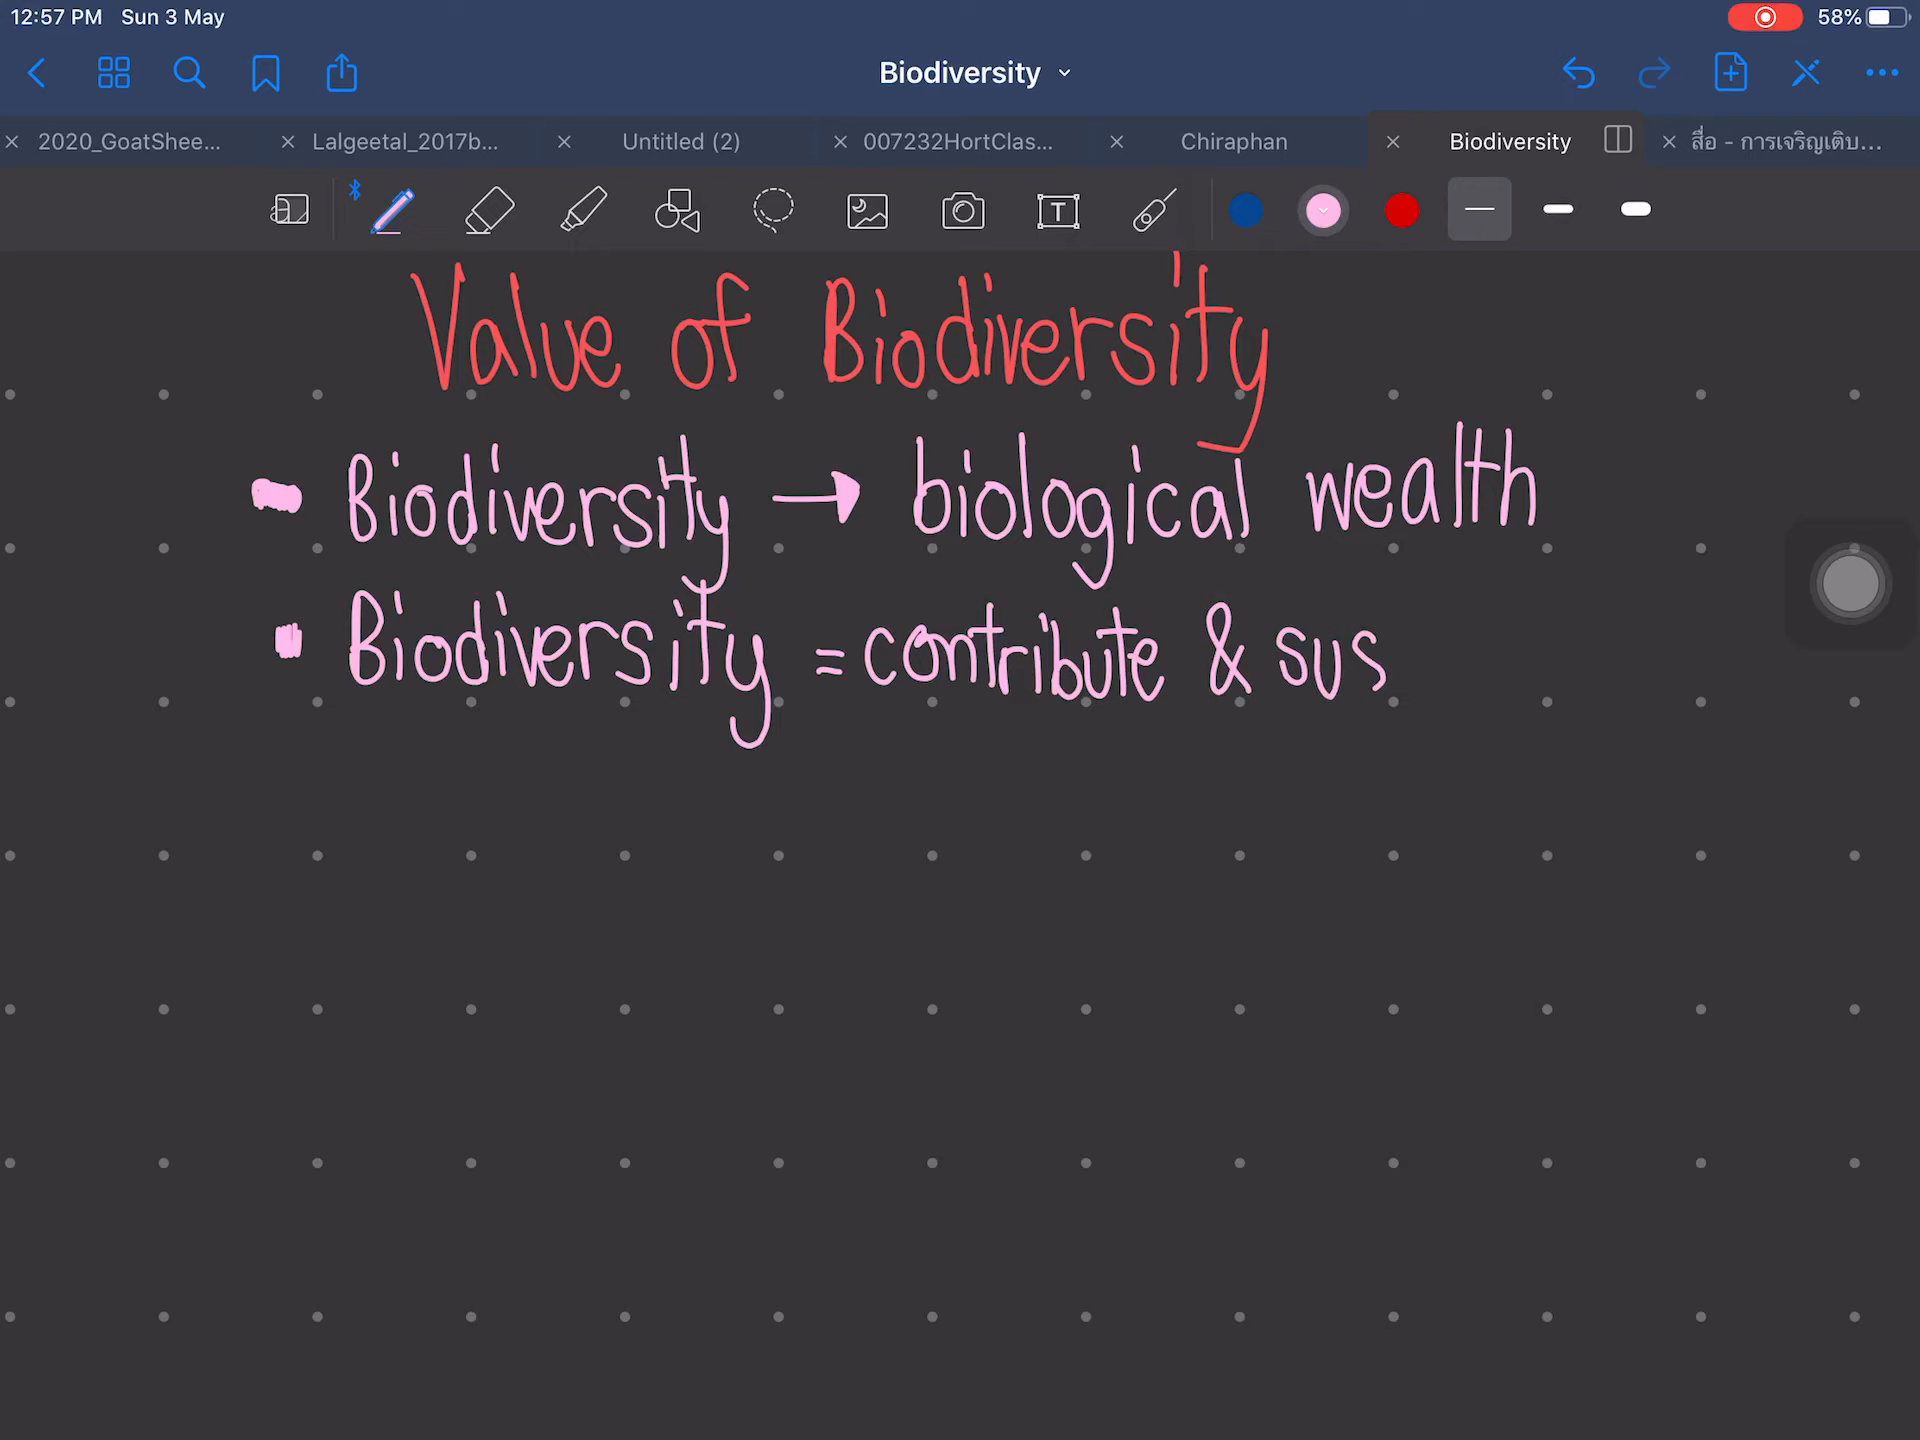 12:57 PM Sun 3 May 58%
Biodiversity
2020_GoatShee... Lalgeetal_2017b... Untitled (2) 007232HortClas... Chiraphan Biodiversity สื่อ - การเจริญเติบ...
Value of Biodiversity
Biodiversity → biological wealth
Biodiversity = contribute & sus